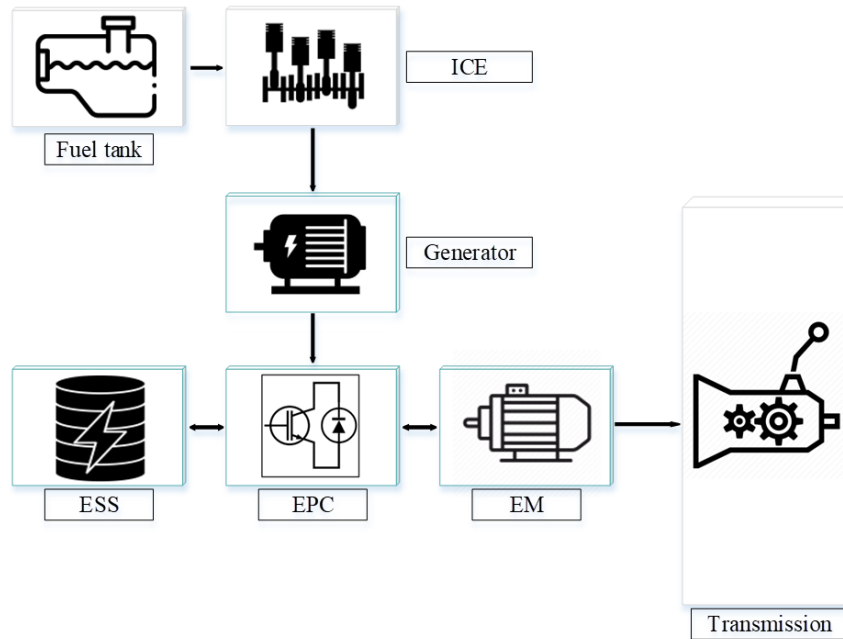 ICE
Fuel tank
Generator
ESS
EPC
EM
Transmission